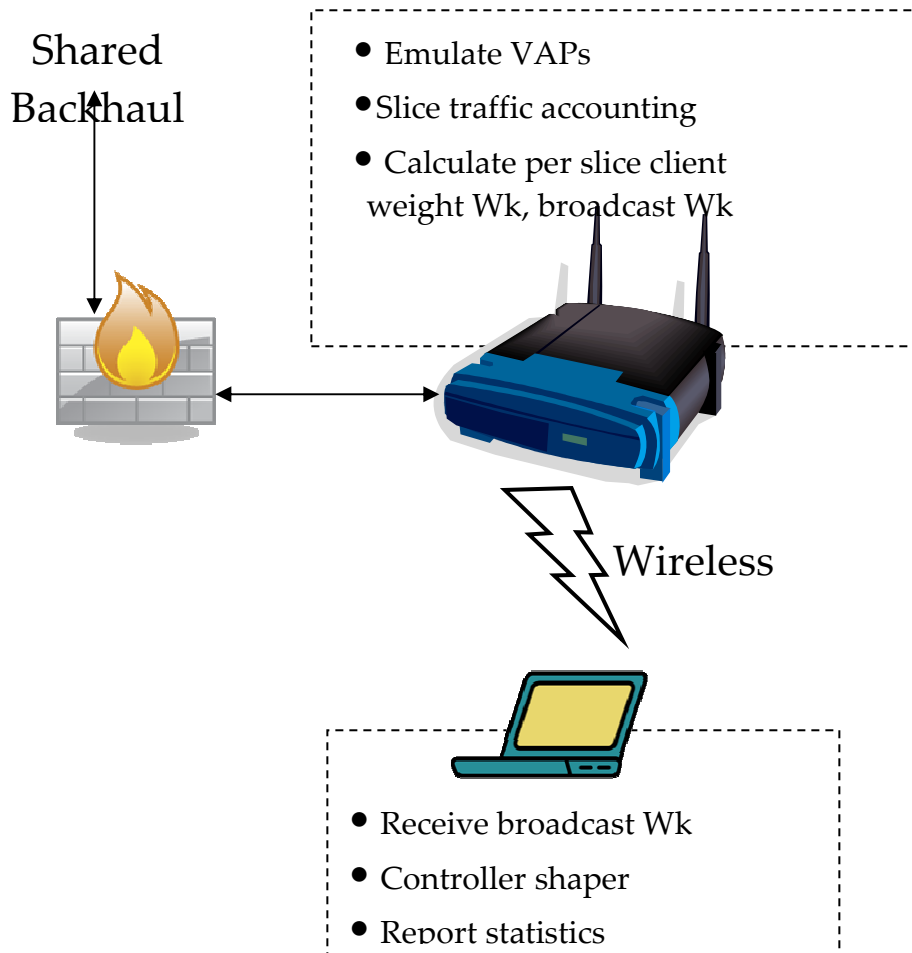 Shared
Backhaul
• Emulate VAPs
•Slice traffic accounting
• Calculate per slice client
weight Wk, broadcast Wk
Wireless
• Receive broadcast Wk
• Controller shaper
• Report statistics